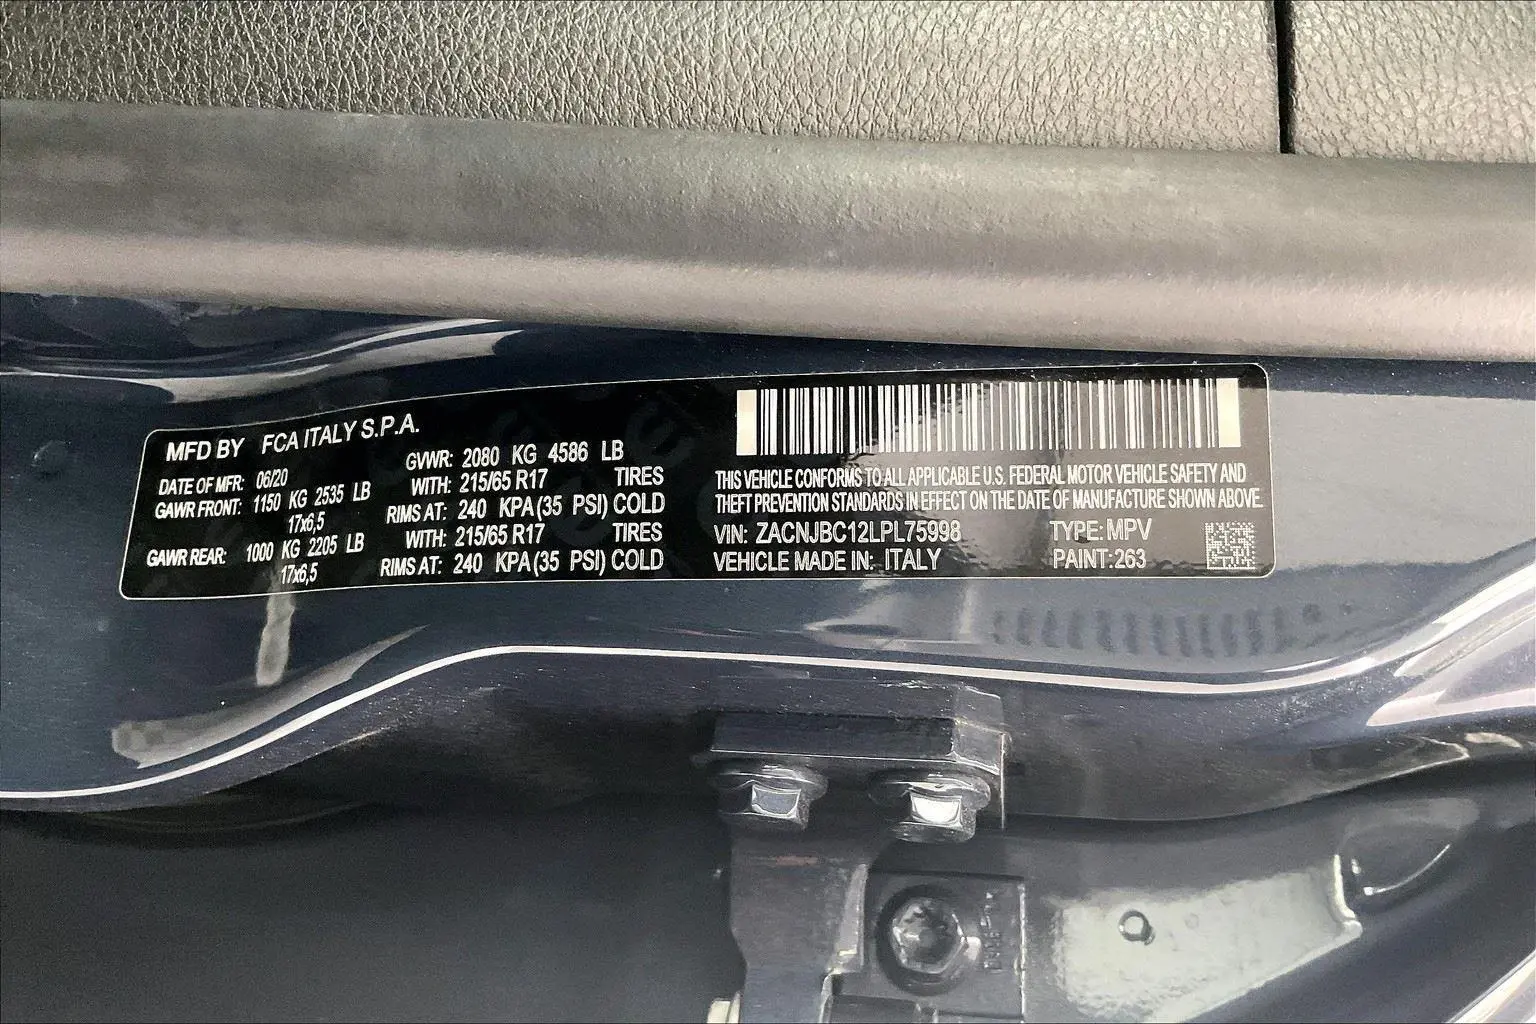 MFD BY FCA ITALY S.P.A.
DATE OF MFR: 06/20 GVWR: 2080 KG 4586 LB
GAWR FRONT: 1150 KG 2535 LB WITH: 215/65 R17 TIRES
17x6,5 RIMS AT: 240 KPA(35 PSI) COLD
GAWR REAR: 1000 KG 2205 LB WITH: 215/65 R17 TIRES
17x6,5 RIMS AT: 240 KPA(35 PSI) COLD
THIS VEHICLE CONFORMS TO ALL APPLICABLE U.S. FEDERAL MOTOR VEHICLE SAFETY AND
THEFT PREVENTION STANDARDS IN EFFECT ON THE DATE OF MANUFACTURE SHOWN ABOVE.
VIN: ZACNJBC12LPL75998 TYPE: MPV
VEHICLE MADE IN: ITALY PAINT:263